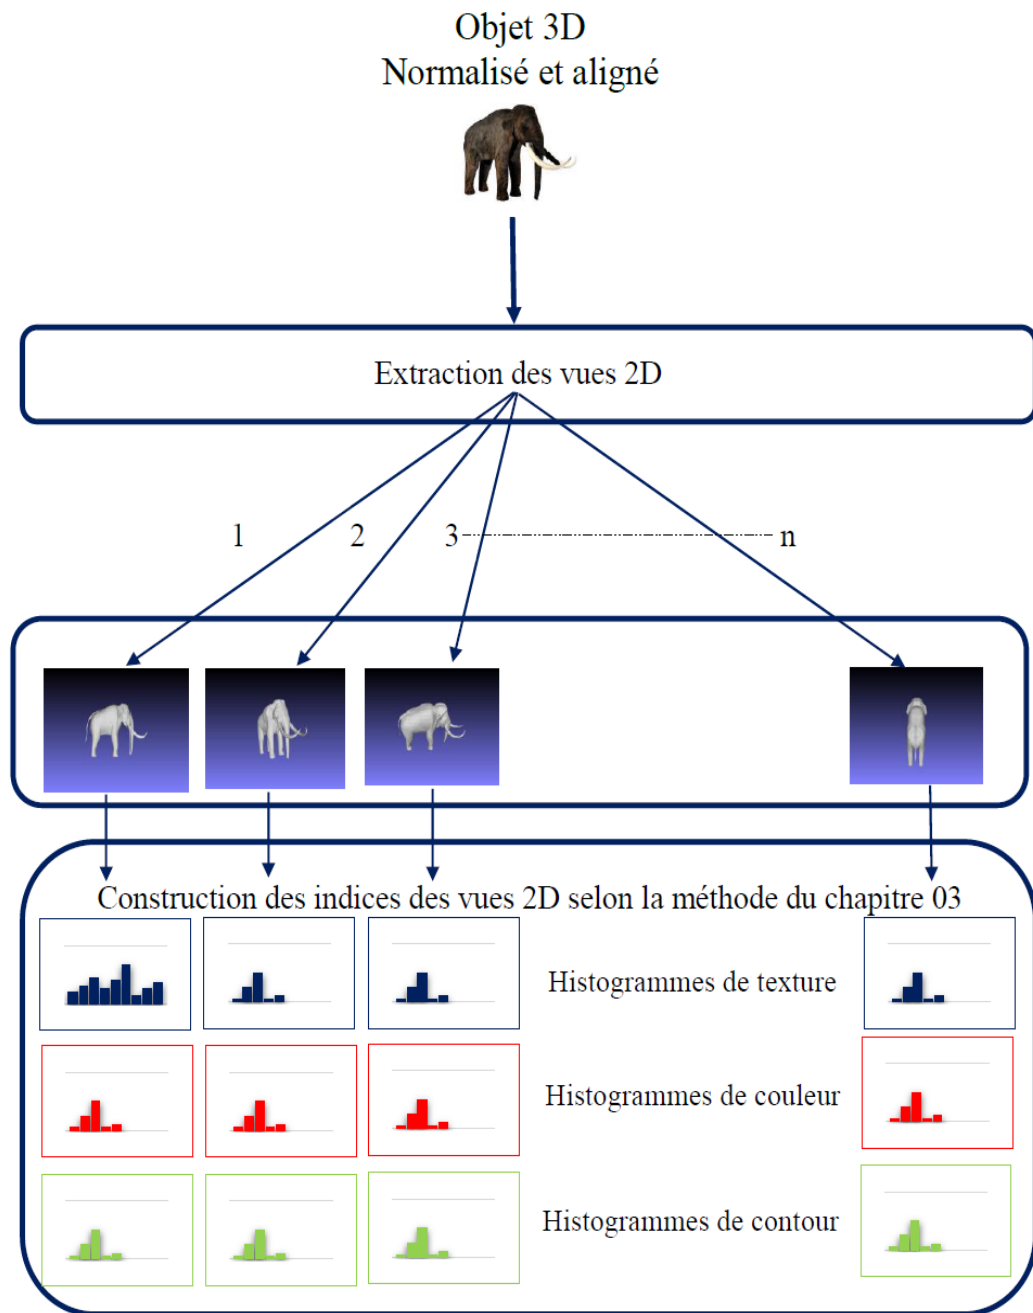 Objet 3D
Normalisé et aligné
Extraction des vues 2D
1 2 3 n
Construction des indices des vues 2D selon la méthode du chapitre 03
Histogrammes de texture
Histogrammes de couleur
Histogrammes de contour